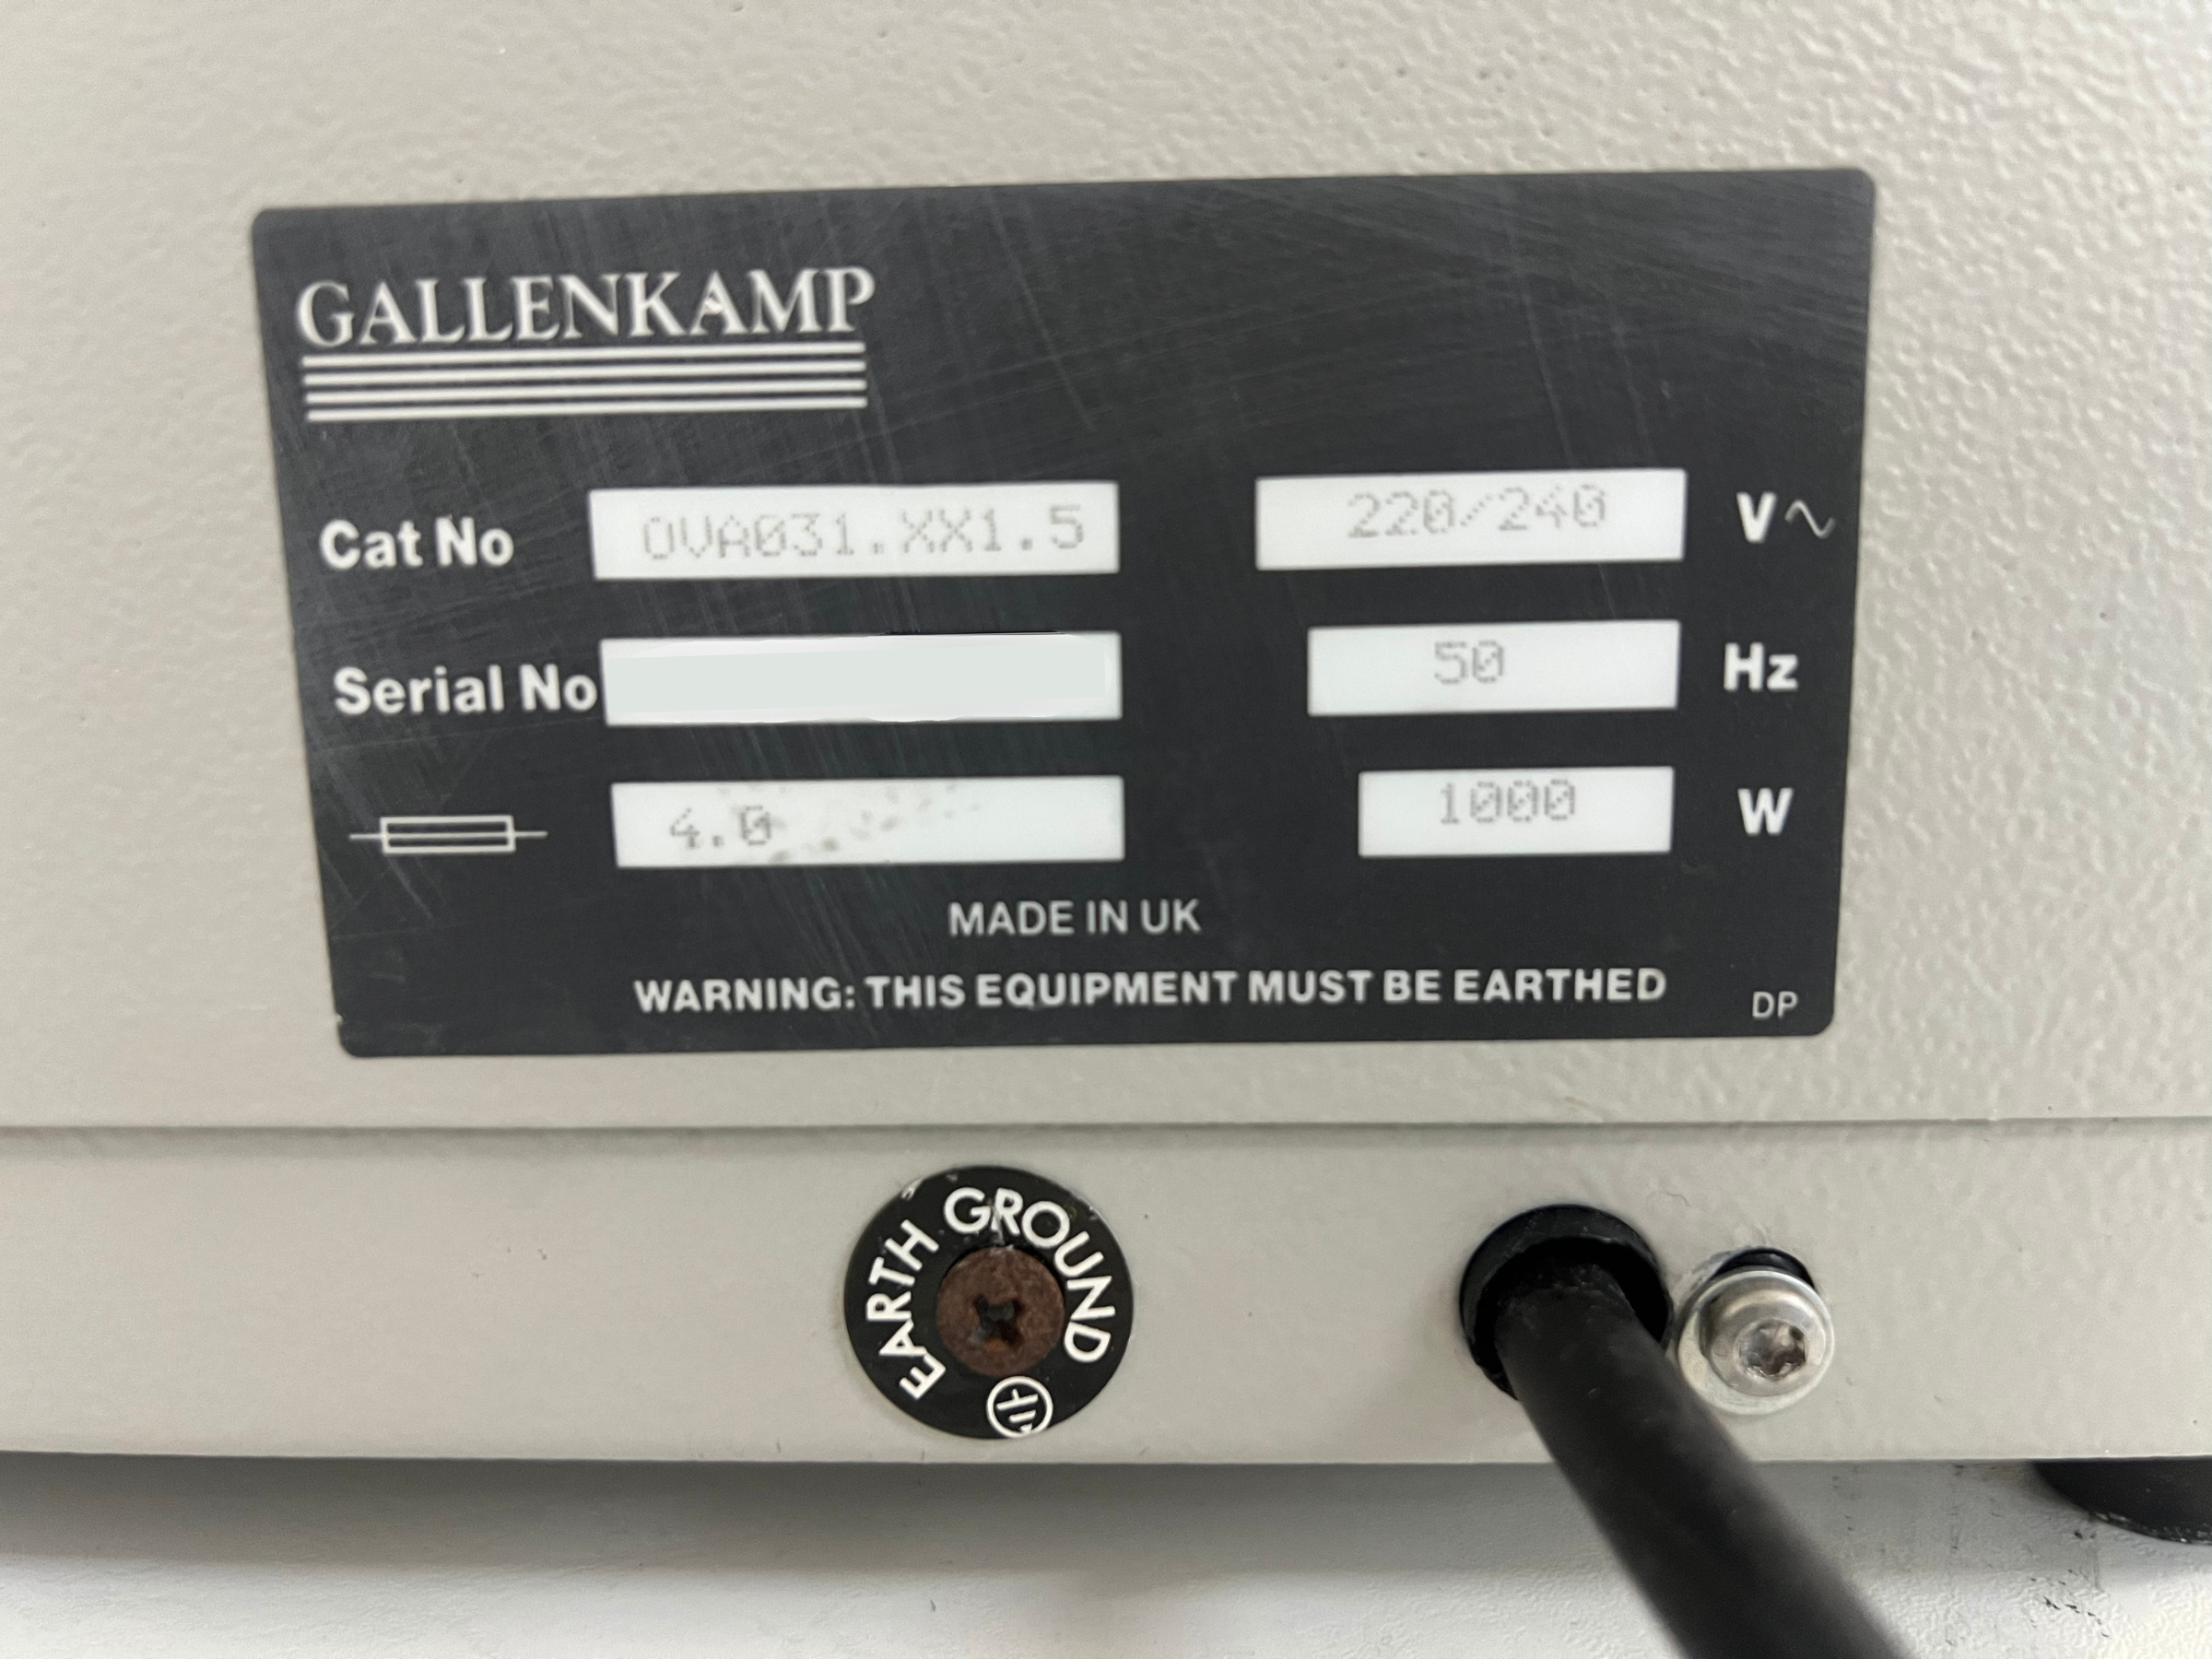 GALLENKAMP
Cat No OVA031.XX1.5 220/240 V~
Serial No 50 Hz
4.0 1000 W
MADE IN UK
WARNING: THIS EQUIPMENT MUST BE EARTHED DP
EARTH GROUND